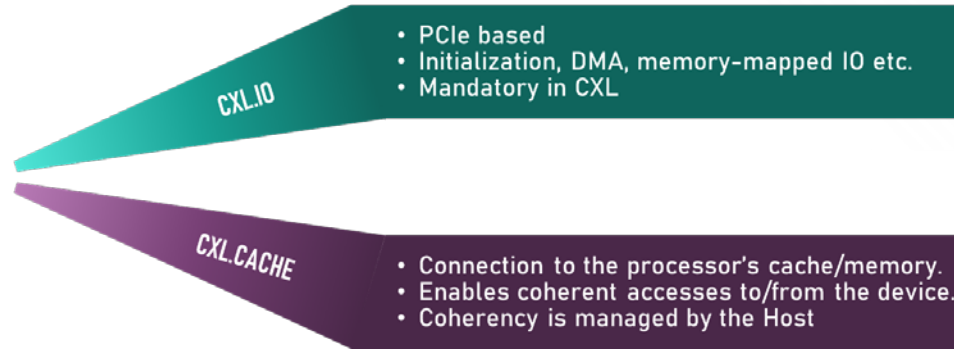 CXL.IO
• PCIe based
• Initialization, DMA, memory-mapped IO etc.
• Mandatory in CXL
CXL.CACHE
• Connection to the processor's cache/memory.
• Enables coherent accesses to/from the device.
• Coherency is managed by the Host